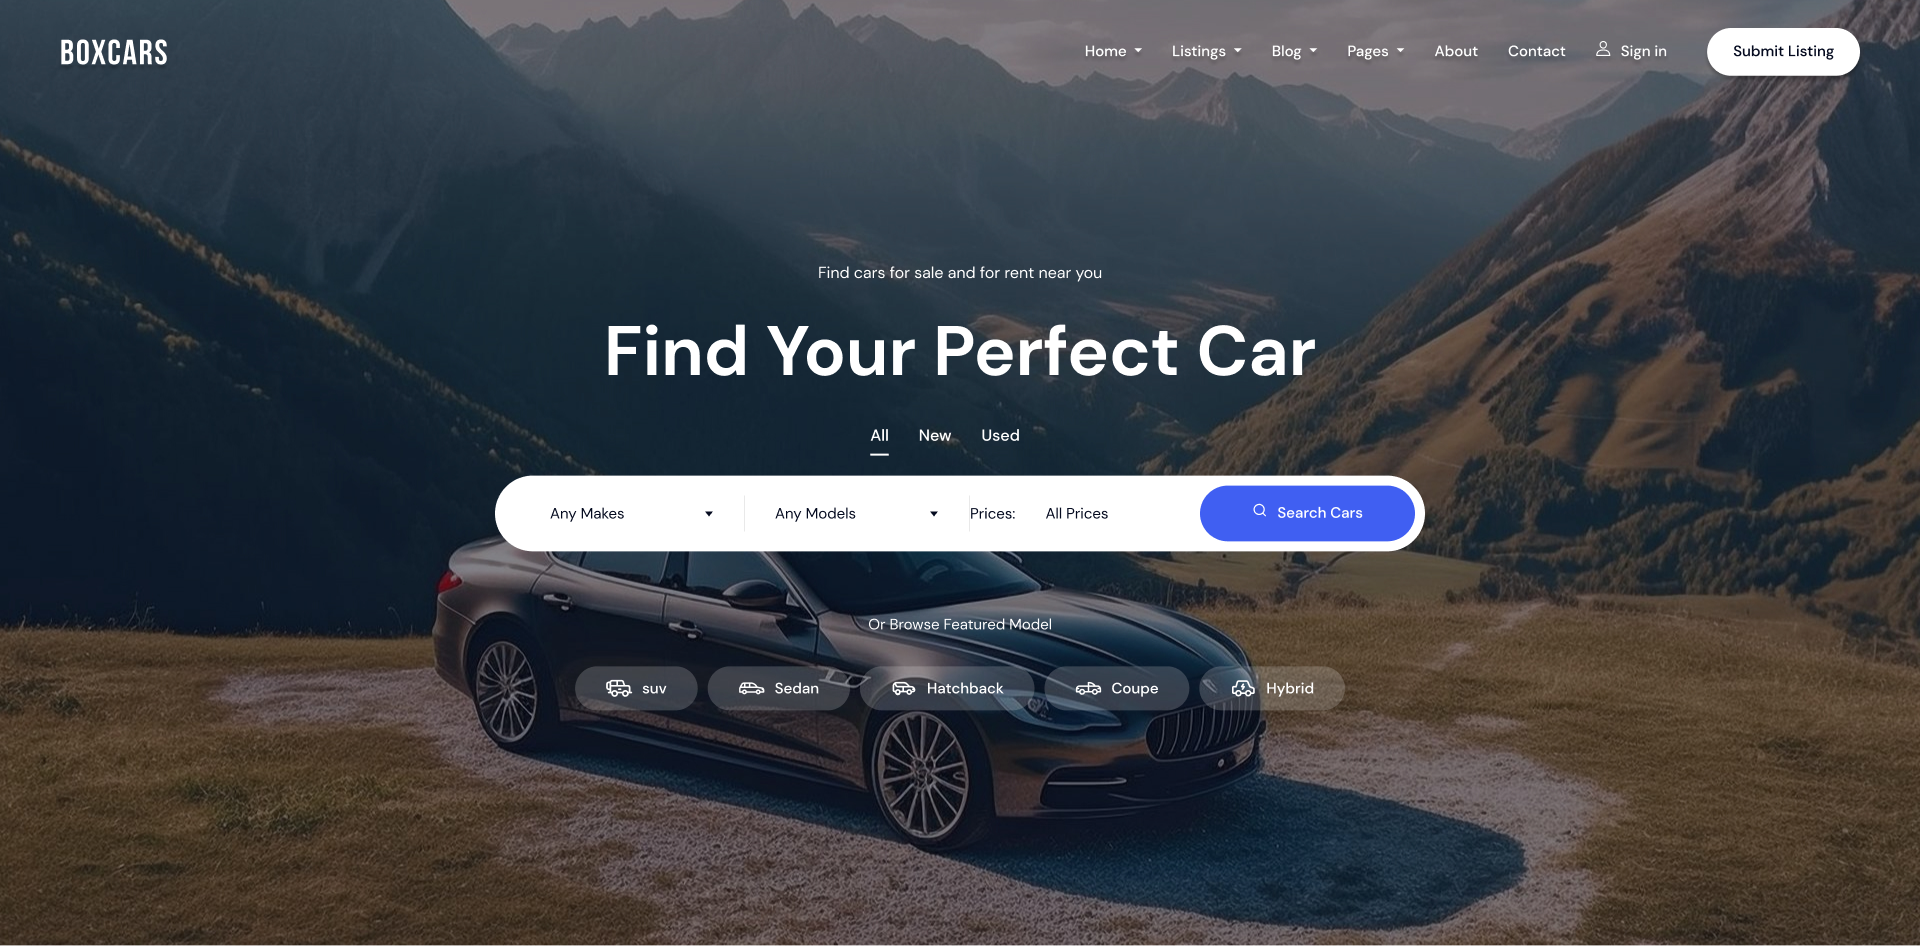 BOXCARS
Home Listings Blog Pages About Contact Sign in Submit Listing
Find cars for sale and for rent near you
Find Your Perfect Car
All New Used
Any Makes Any Models Prices: All Prices Search Cars
Or Browse Featured Model
suv Sedan Hatchback Coupe Hybrid